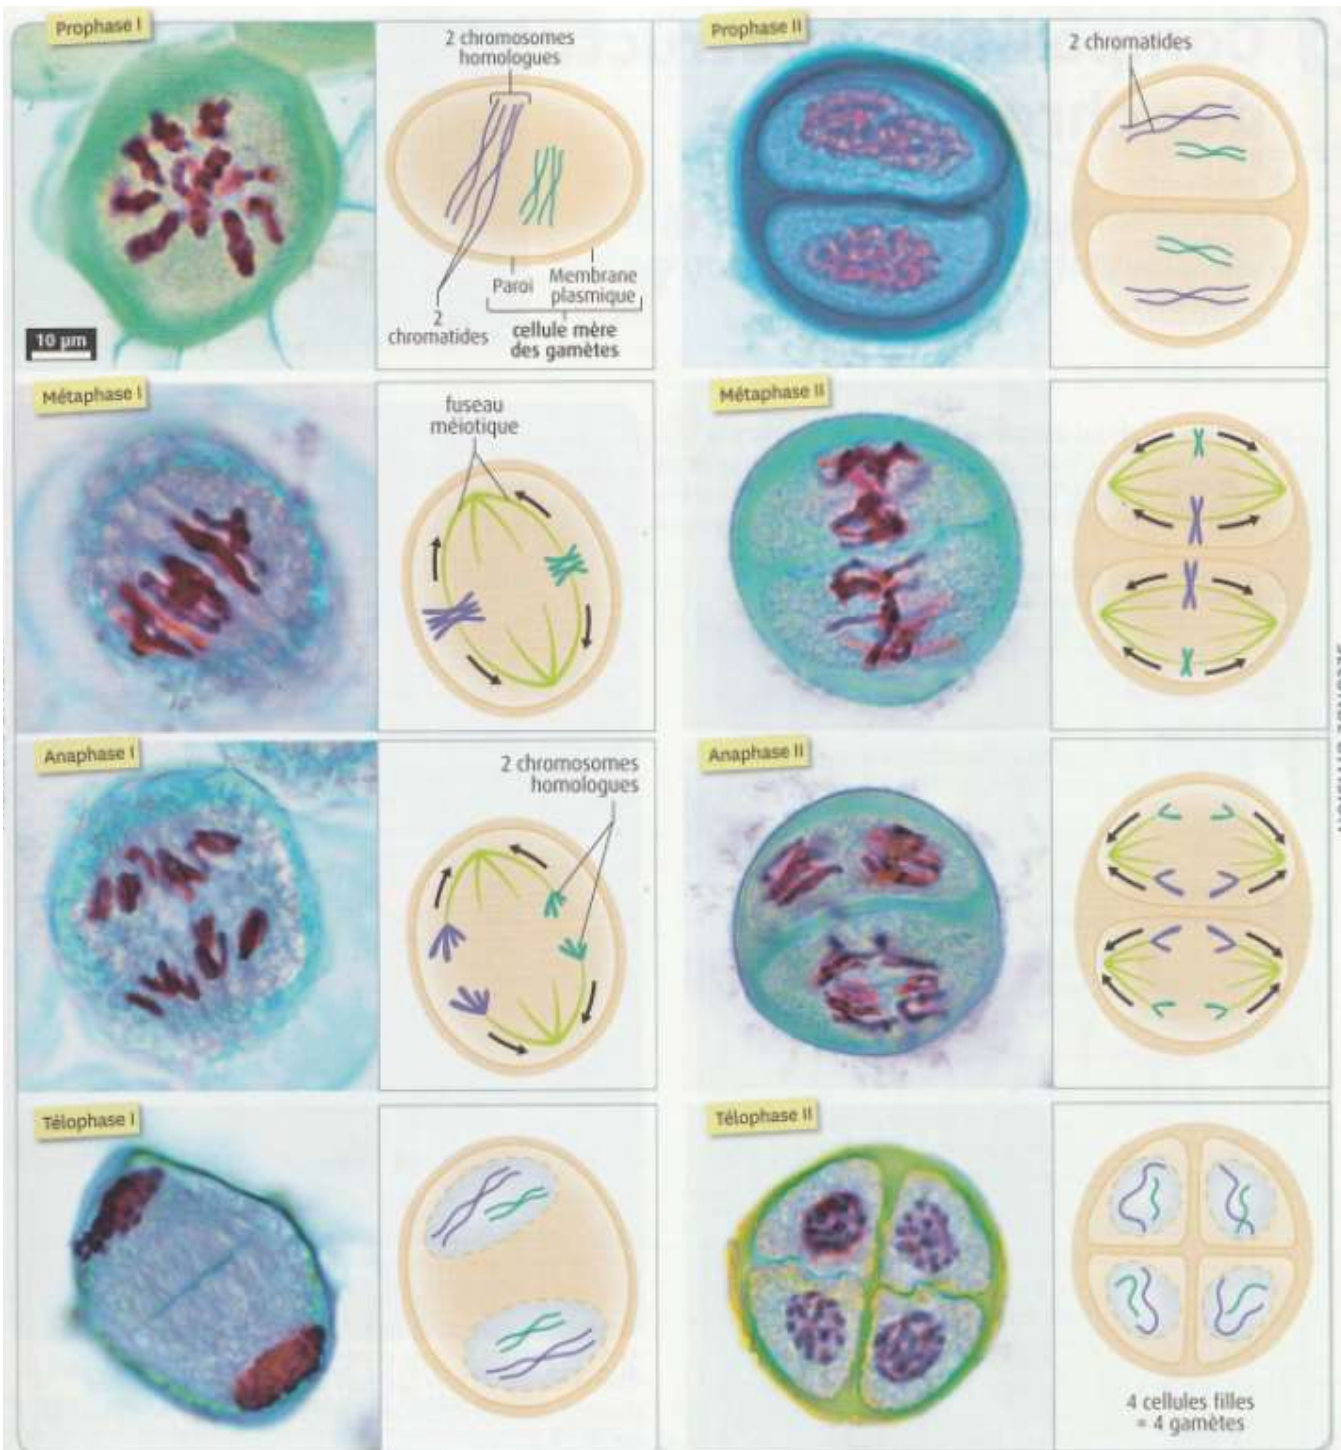 Prophase I
2 chromosomes
homologues
Paroi
Membrane
plasmique
2
chromatides
cellule mère
des gamètes
10 µm
Prophase II
2 chromatides
Métaphase I
fuseau
méiotique
Métaphase II
Anaphase I
2 chromosomes
homologues
Anaphase II
Télophase I
Télophase II
4 cellules filles
= 4 gamètes